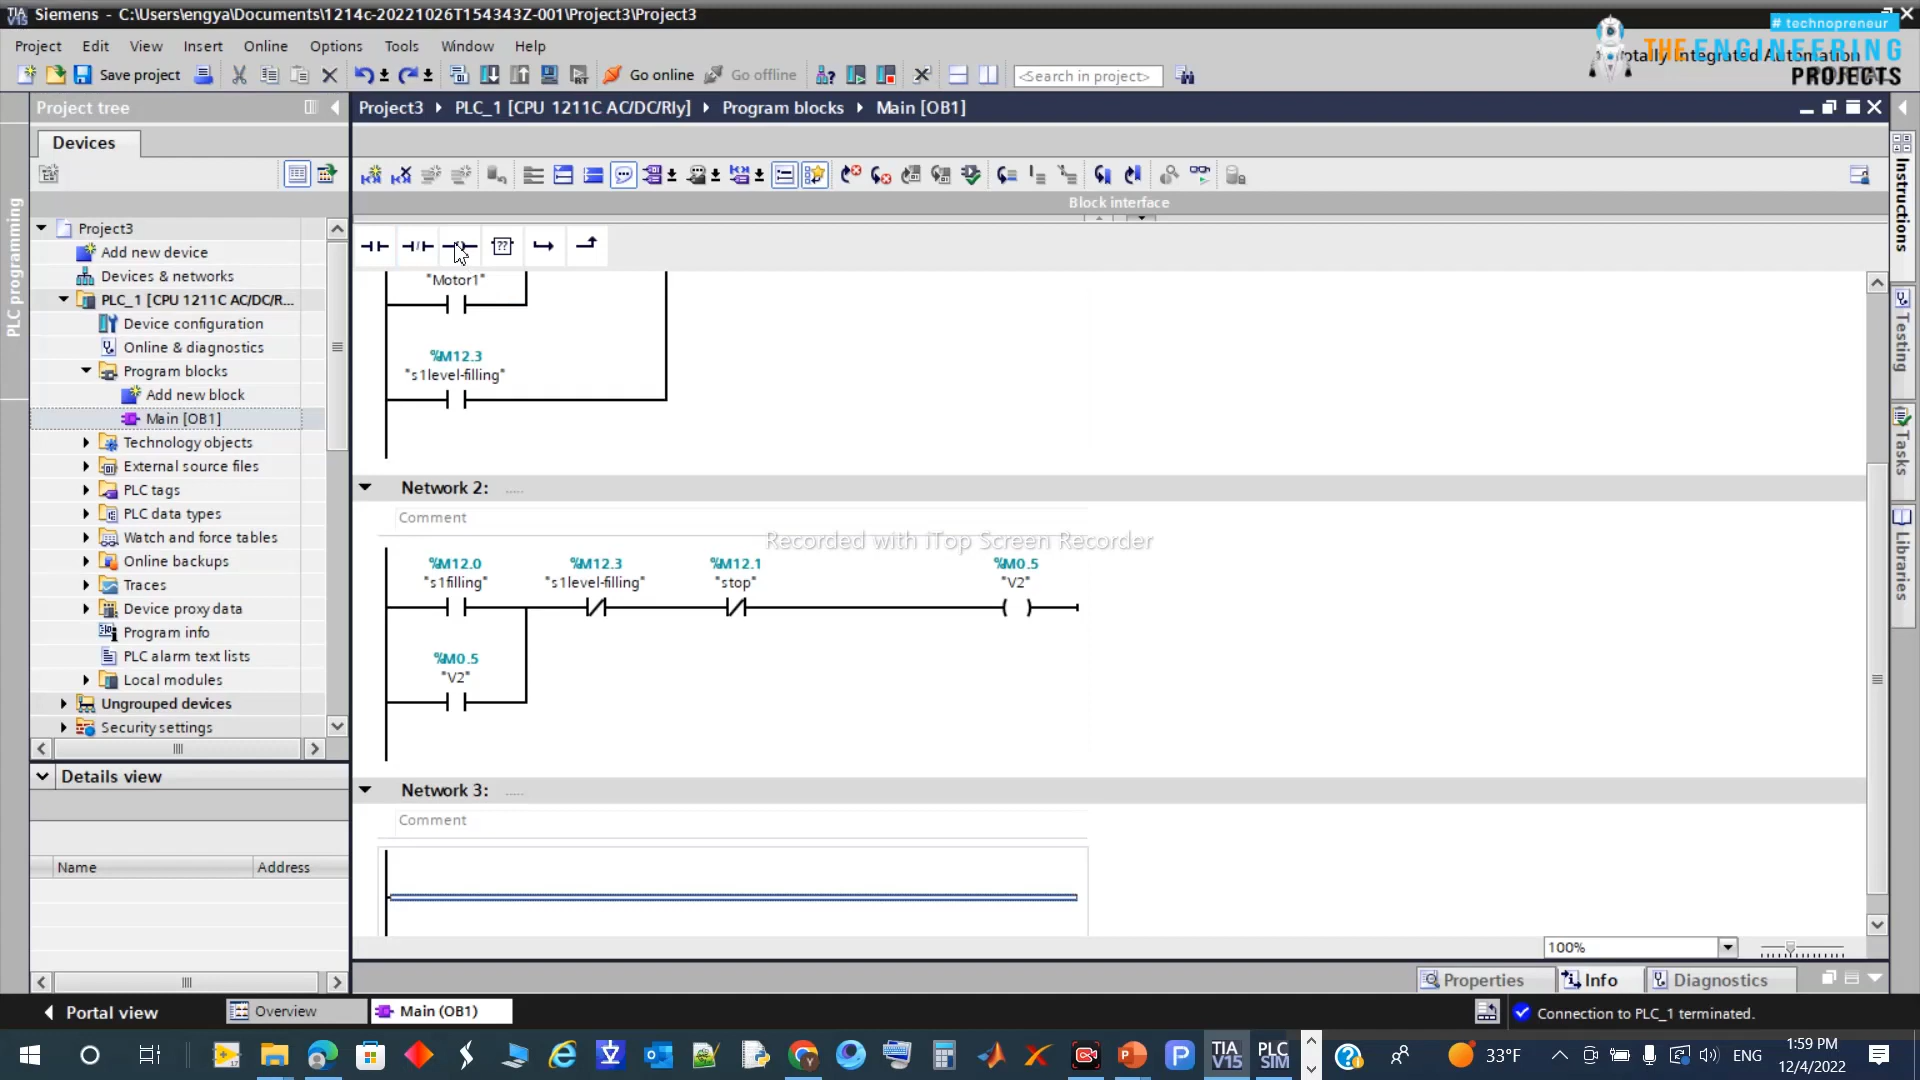 Siemens - C:\Users\engya\Documents\1214c-20221026T154343Z-001\Project3\Project3
# technopreneur
THE ENGINEERING
PROJECTS
Project Edit View Insert Online Options Tools Window Help
Totally Integrated Automation
Save project
Go online
Go offline
<Search in project>
Project tree
Project3 PLC_1 [CPU 1211C AC/DC/Rly] Program blocks Main [OB1]
Devices
Block interface
PLC programming
Project3
Add new device
Devices & networks
PLC_1 [CPU 1211C AC/DC/R...
Device configuration
Online & diagnostics
Program blocks
Add new block
Main [OB1]
Technology objects
External source files
PLC tags
PLC data types
Watch and force tables
Online backups
Traces
Device proxy data
Program info
PLC alarm text lists
Local modules
Ungrouped devices
Security settings
Details view
Name Address
"Motor1"
%M12.3
"s1level-filling"
Network 2: .....
Comment
Recorded with iTop Screen Recorder
%M12.0 %M12.3 %M12.1 %M0.5
"s1filling" "s1level-filling" "stop" "V2"
%M0.5
"V2"
Network 3: .....
Comment
100%
Properties Info Diagnostics
Instructions
Testing
Tasks
Libraries
Portal view
Overview
Main (OB1)
Connection to PLC_1 terminated.
TIA V15
PLC SIM
33°F
ENG
1:59 PM
12/4/2022